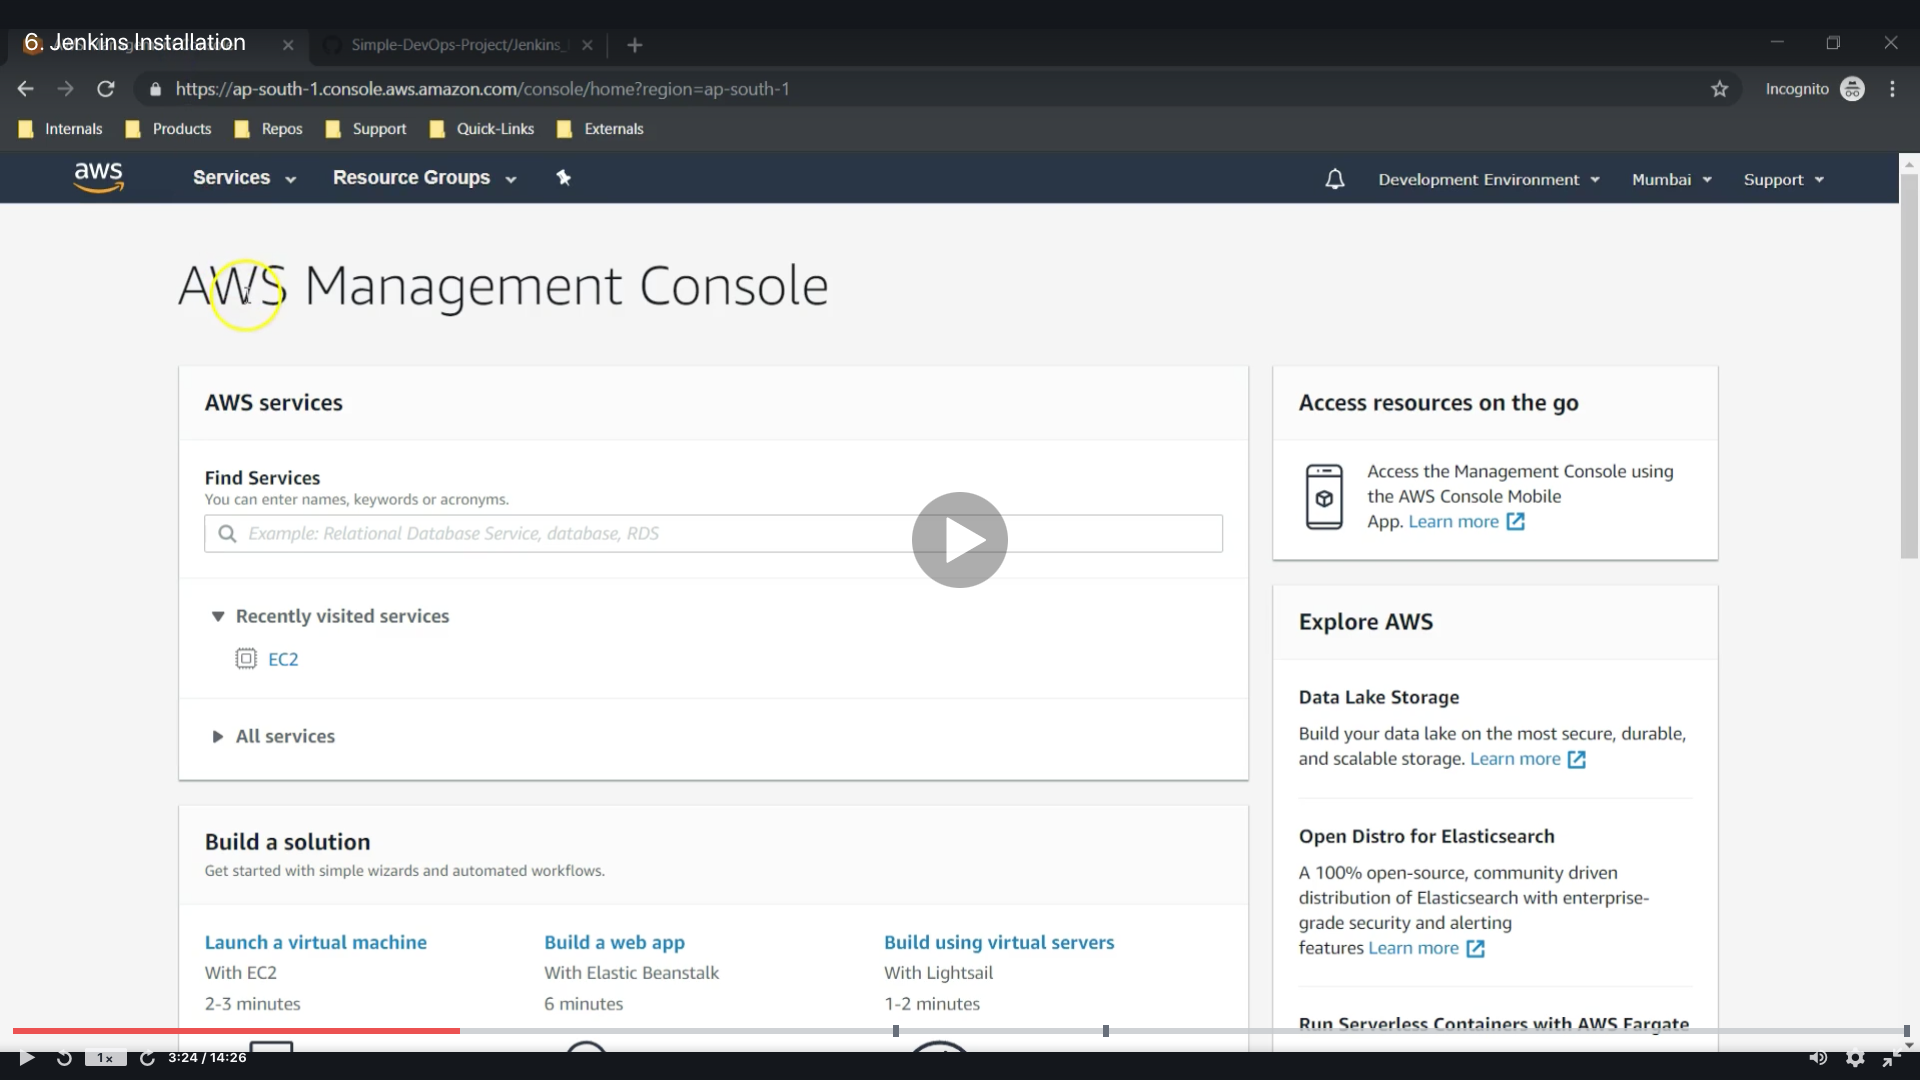 6. Jenkins Installation
Simple-DevOps-Project/Jenkins_
https://ap-south-1.console.aws.amazon.com/console/home?region=ap-south-1
Incognito
Internals
Products
Repos
Support
Quick-Links
Externals
aws
Services
Resource Groups
Development Environment
Mumbai
Support
AWS Management Console
AWS services
Find Services
You can enter names, keywords or acronyms.
Example: Relational Database Service, database, RDS
Recently visited services
EC2
All services
Build a solution
Get started with simple wizards and automated workflows.
Launch a virtual machine
With EC2
2-3 minutes
Build a web app
With Elastic Beanstalk
6 minutes
Build using virtual servers
With Lightsail
1-2 minutes
Access resources on the go
Access the Management Console using
the AWS Console Mobile
App. Learn more
Explore AWS
Data Lake Storage
Build your data lake on the most secure, durable,
and scalable storage. Learn more
Open Distro for Elasticsearch
A 100% open-source, community driven
distribution of Elasticsearch with enterprise-
grade security and alerting
features Learn more
Run Serverless Containers with AWS Fargate
1x
3:24 / 14:26